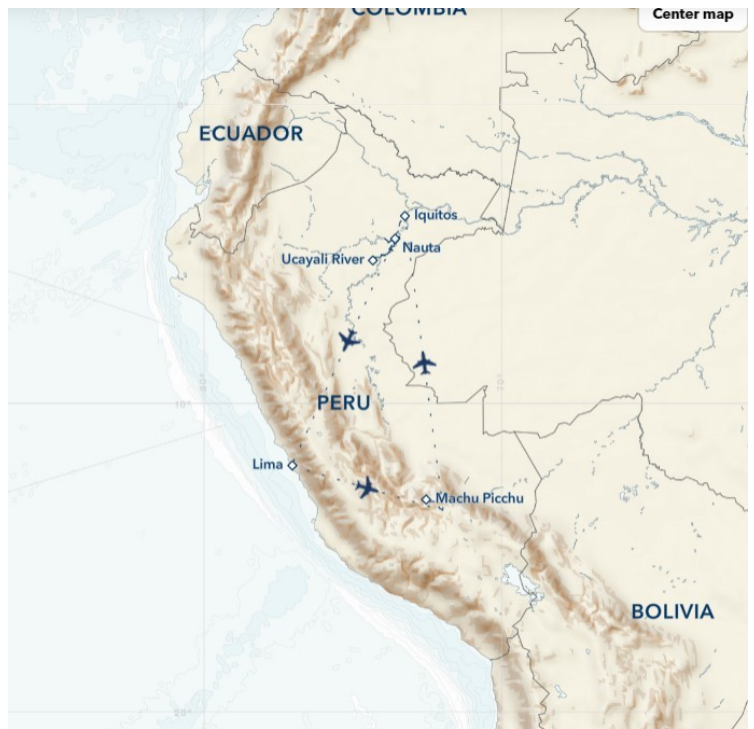 COLOMBIA
Center map
ECUADOR
Iquitos
Nauta
Ucayali River
PERU
Lima
Machu Picchu
BOLIVIA